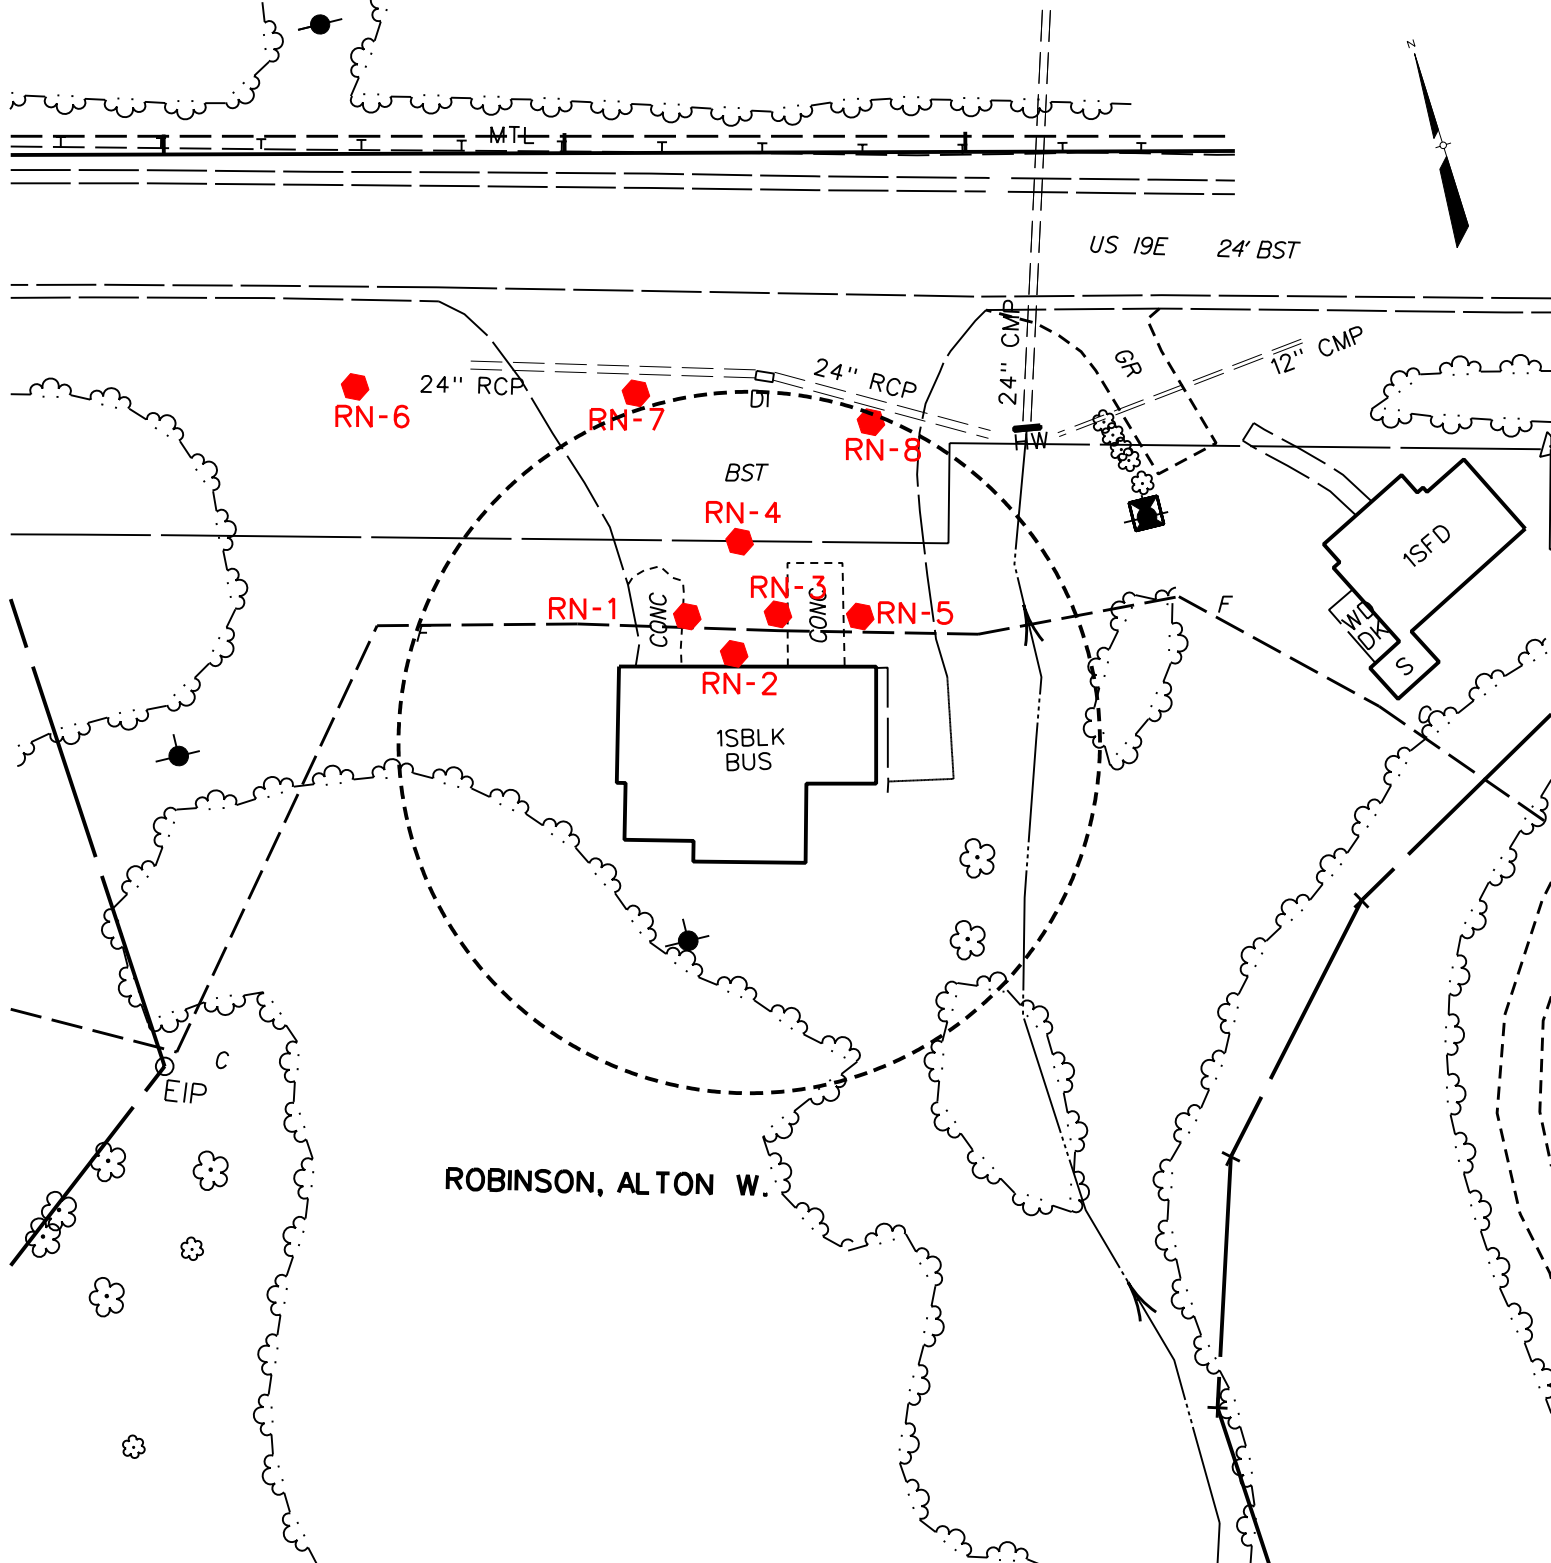 N
MTL
US 19E 24' BST
24" CMP
GR
12" CMP
24" RCP
24" RCP
DI
RN-6
RN-7
RN-8
HW
BST
RN-4
1SFD
RN-3
RN-1
CONC
CONC
RN-5
F
F
WD
DK
S
RN-2
C
1SBLK
BUS
C
EIP
ROBINSON, ALTON W.